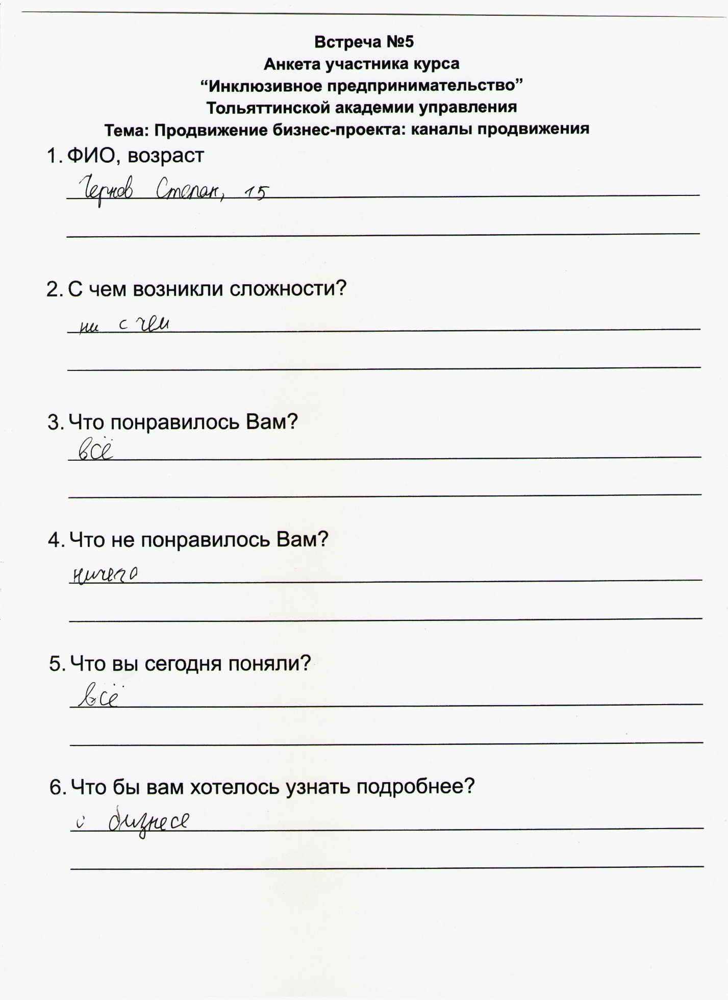 Встреча №5
Анкета участника курса
“Инклюзивное предпринимательство”
Тольяттинской академии управления
Тема: Продвижение бизнес-проекта: каналы продвижения
1. ФИО, возраст
Чернов Степан, 15
2. С чем возникли сложности?
ни с чем
3. Что понравилось Вам?
всё
4. Что не понравилось Вам?
ничего
5. Что вы сегодня поняли?
всё
6. Что бы вам хотелось узнать подробнее?
о бизнесе